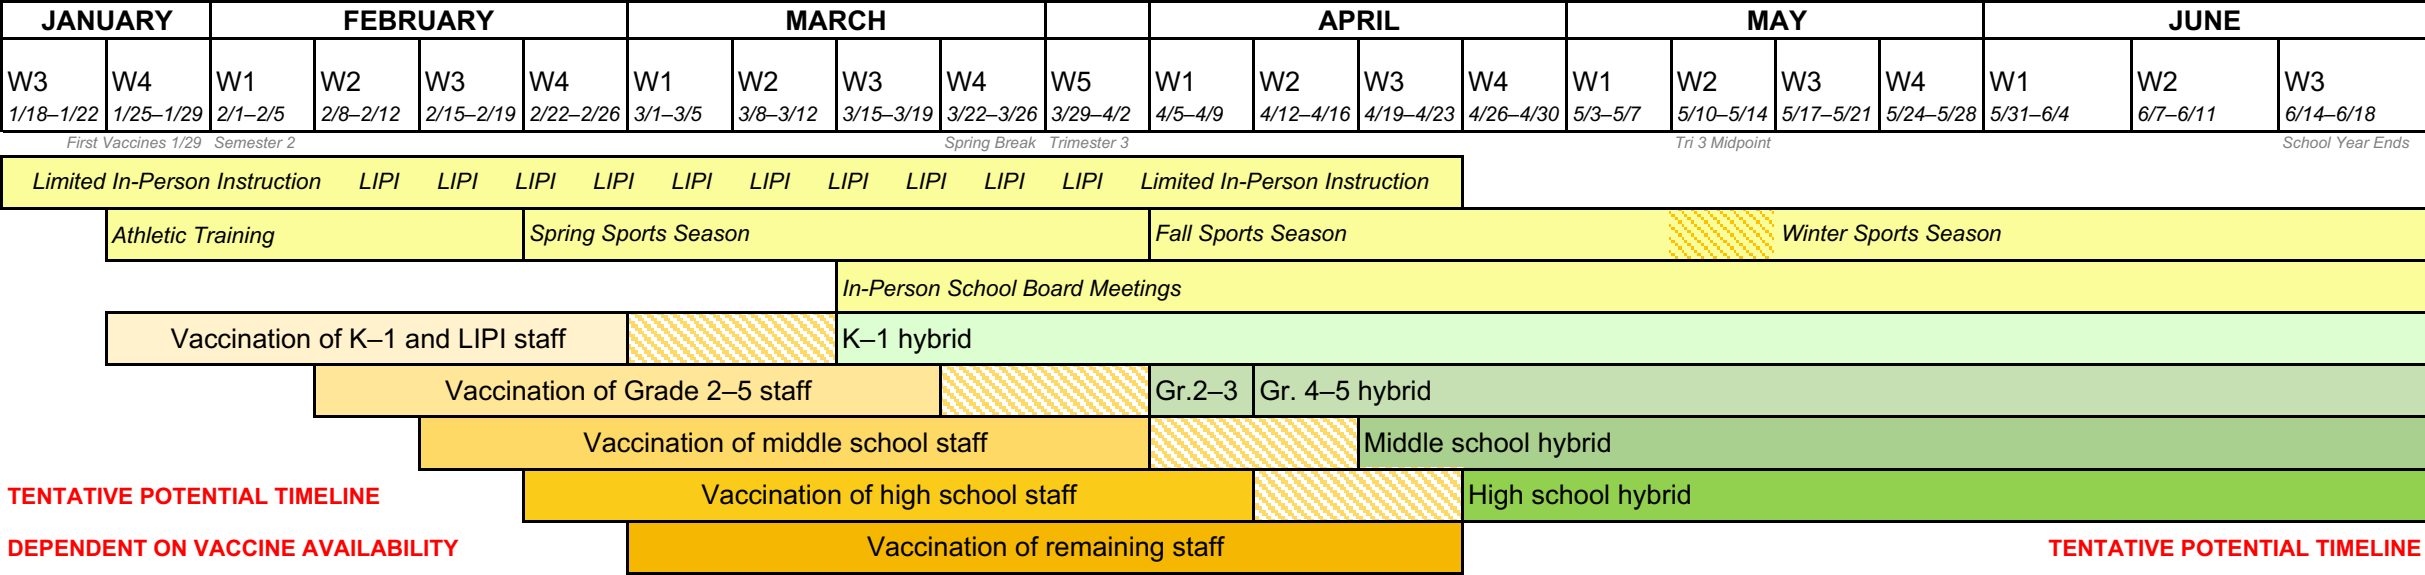 JANUARY FEBRUARY MARCH APRIL MAY JUNE
W3 W4 W1 W2 W3 W4 W1 W2 W3 W4 W5 W1 W2 W3 W4 W1 W2 W3 W4 W1 W2 W3
1/18–1/22 1/25–1/29 2/1–2/5 2/8–2/12 2/15–2/19 2/22–2/26 3/1–3/5 3/8–3/12 3/15–3/19 3/22–3/26 3/29–4/2 4/5–4/9 4/12–4/16 4/19–4/23 4/26–4/30 5/3–5/7 5/10–5/14 5/17–5/21 5/24–5/28 5/31–6/4 6/7–6/11 6/14–6/18
First Vaccines 1/29 Semester 2 Spring Break Trimester 3 Tri 3 Midpoint School Year Ends
Limited In-Person Instruction LIPI LIPI LIPI LIPI LIPI LIPI LIPI LIPI LIPI LIPI Limited In-Person Instruction
Athletic Training Spring Sports Season Fall Sports Season Winter Sports Season
In-Person School Board Meetings
Vaccination of K–1 and LIPI staff K–1 hybrid
Vaccination of Grade 2–5 staff Gr.2–3 Gr. 4–5 hybrid
Vaccination of middle school staff Middle school hybrid
TENTATIVE POTENTIAL TIMELINE Vaccination of high school staff High school hybrid
DEPENDENT ON VACCINE AVAILABILITY Vaccination of remaining staff TENTATIVE POTENTIAL TIMELINE